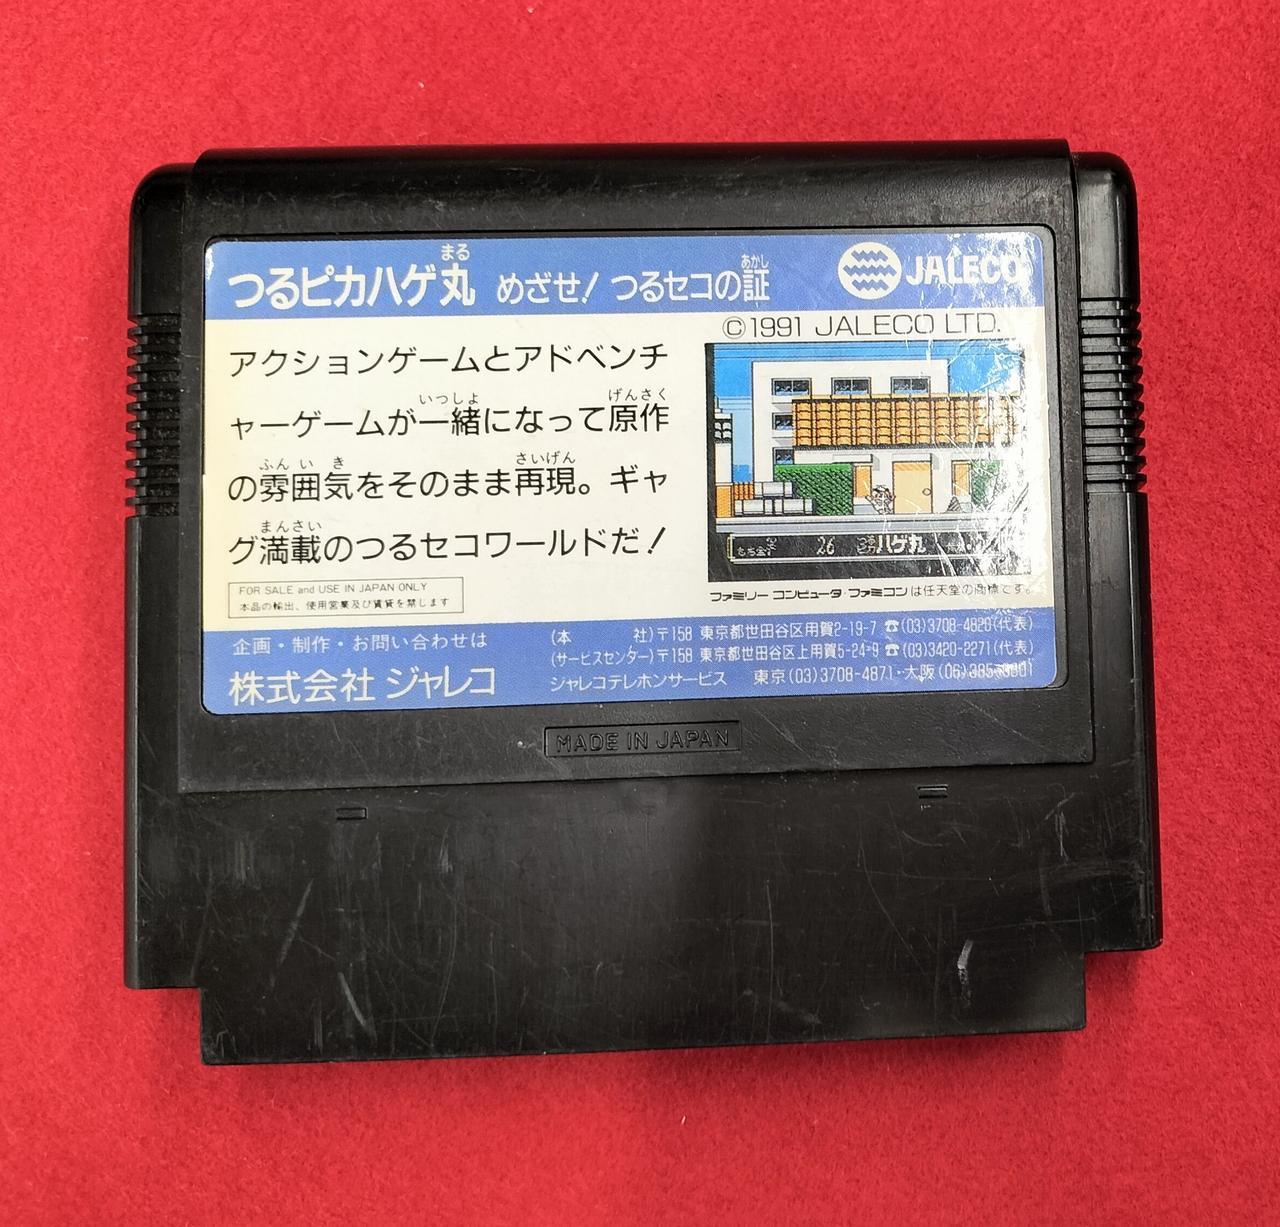 つるピカハゲ丸 めざせ! つるセコの証
まる
あかし
JALECO
©1991 JALECO LTD.
アクションゲームとアドベンチ
ャーゲームが一緒になって原作
いっしょ
げんさく
の雰囲気をそのまま再現。ギャ
ふんいき
さいげん
グ満載のつるセコワールドだ!
まんさい
もち金
26
ハゲ丸
FOR SALE and USE IN JAPAN ONLY
本品の輸出、使用営業及び賃貸を禁じます
ファミリーコンピュータ・ファミコンは任天堂の商標です。
企画・制作・お問い合わせは
株式会社 ジャレコ
(本 社)〒158 東京都世田谷区用賀2-19-7 ☎(03)3708-4820(代表)
(サービスセンター)〒158 東京都世田谷区上用賀5-24-9 ☎(03)3420-2271(代表)
ジャレコテレホンサービス 東京(03)3708-4871・大阪(06)
MADE IN JAPAN